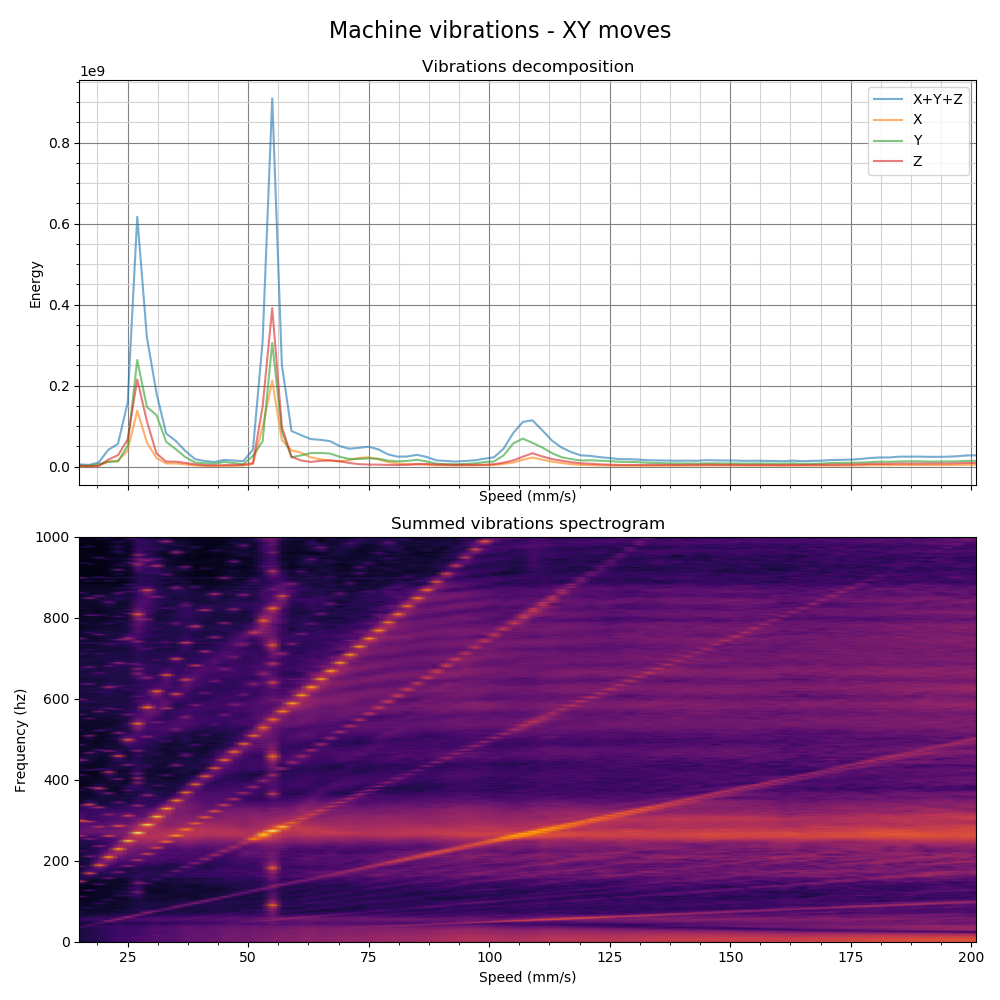 Machine vibrations - XY moves
Vibrations decomposition
1e9
X+Y+Z
X
Y
Z
0.8
0.6
0.4
0.2
0.0
Energy
Speed (mm/s)
Summed vibrations spectrogram
1000
800
600
400
200
0
Frequency (hz)
25 50 75 100 125 150 175 200
Speed (mm/s)